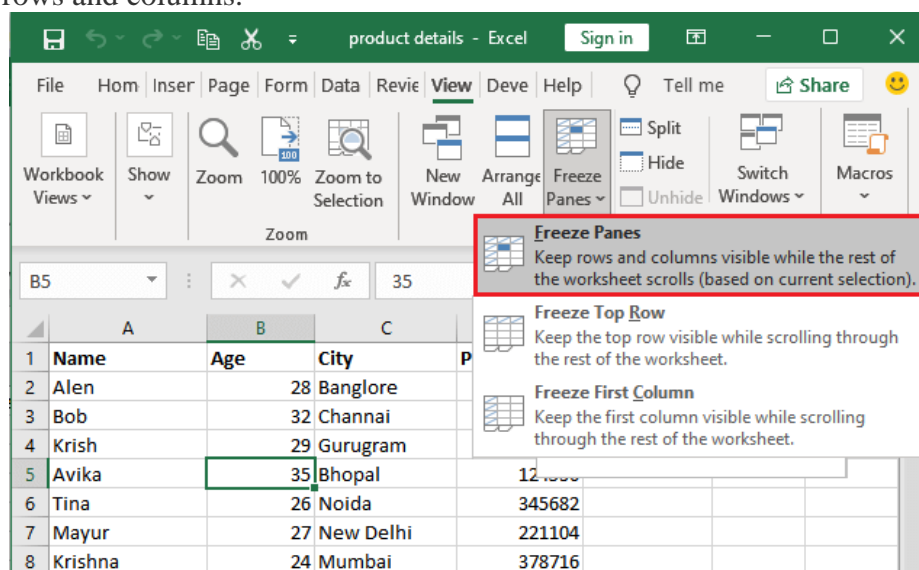 rows and columns.
product details - Excel Sign in
File Hom Inser Page Form Data Revie View Deve Help Tell me Share
Workbook Views Show Zoom 100% Zoom to Selection New Window Arrange All Freeze Panes Split Hide Unhide Switch Windows Macros
100
Zoom
Freeze Panes
Keep rows and columns visible while the rest of
the worksheet scrolls (based on current selection).
Freeze Top Row
Keep the top row visible while scrolling through
the rest of the worksheet.
Freeze First Column
Keep the first column visible while scrolling
through the rest of the worksheet.
B5 fx 35
A B C
1 Name Age City P
2 Alen 28 Banglore
3 Bob 32 Channai
4 Krish 29 Gurugram
5 Avika 35 Bhopal
6 Tina 26 Noida 345682
7 Mayur 27 New Delhi 221104
8 Krishna 24 Mumbai 378716